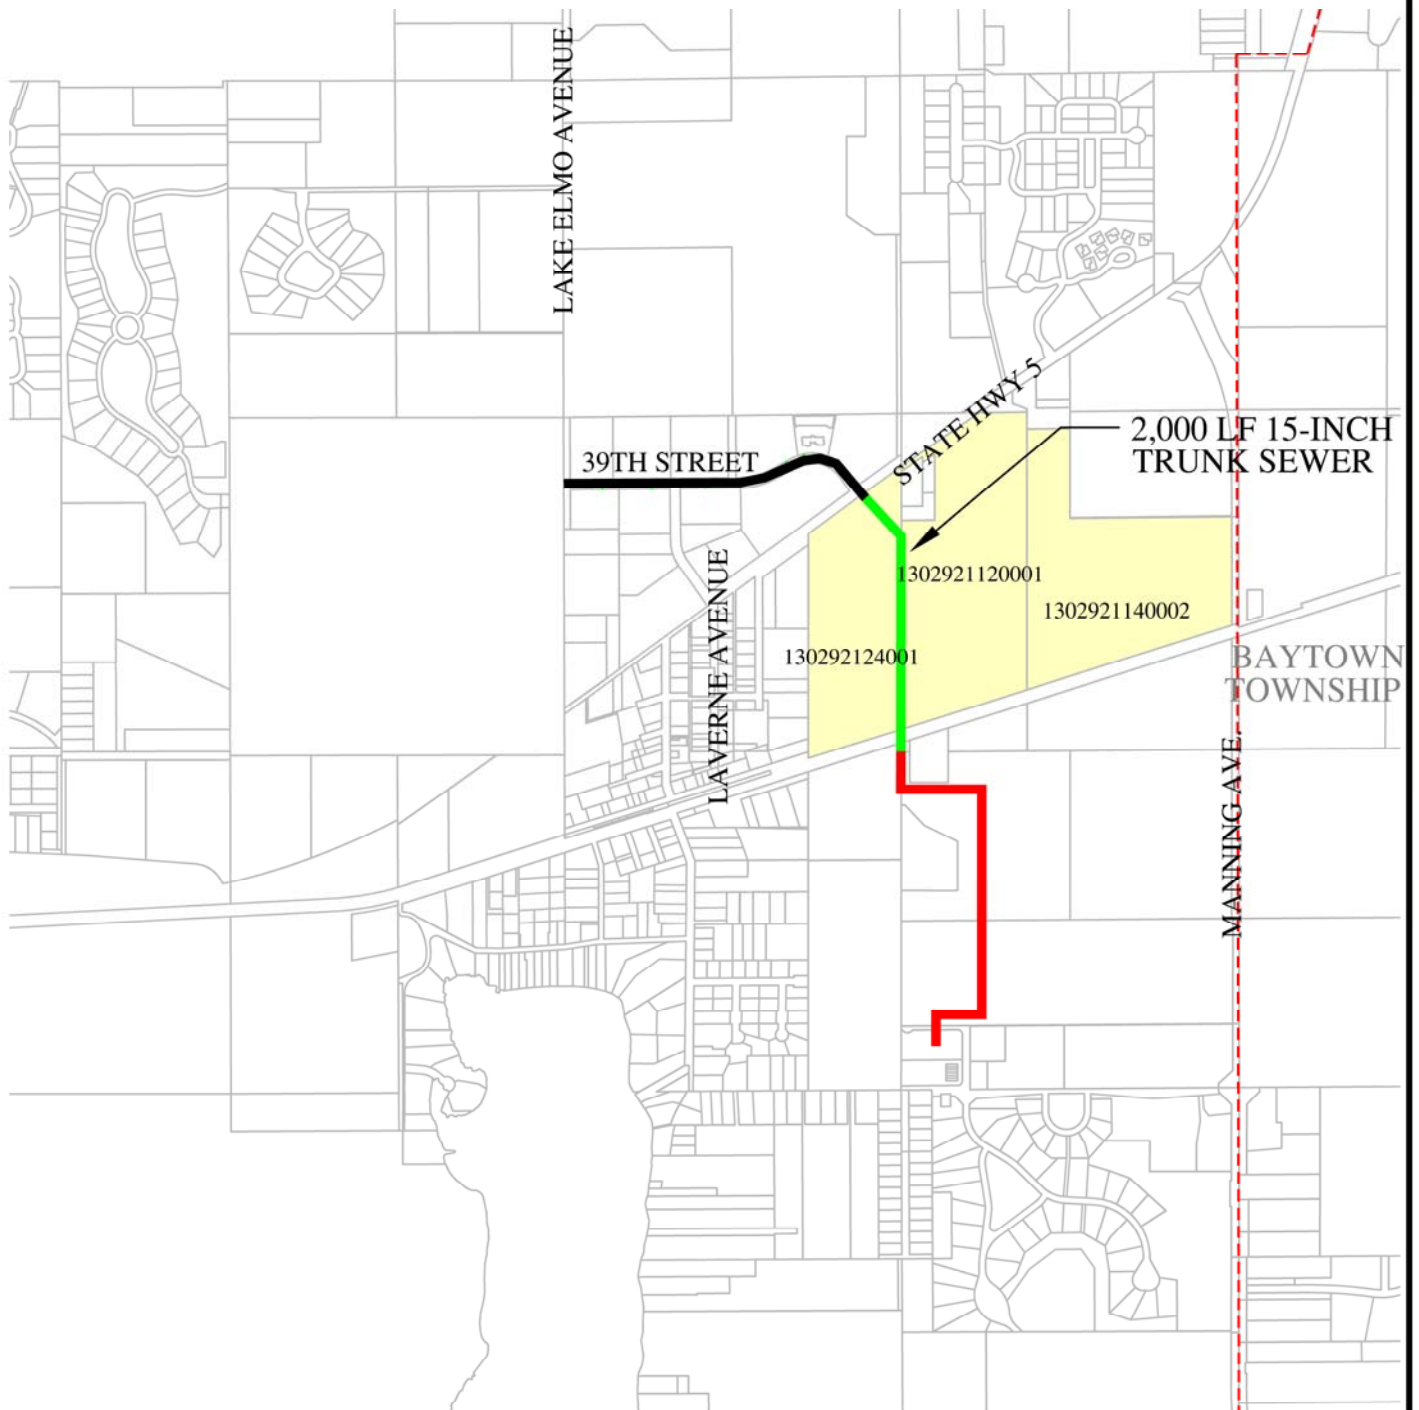 LAKE ELMO AVENUE
STATE HWY 5
2,000 LF 15-INCH
TRUNK SEWER
39TH STREET
1302921120001
1302921140002
130292124001
LAVERNE AVENUE
BAYTOWN
TOWNSHIP
MANNING AVE.